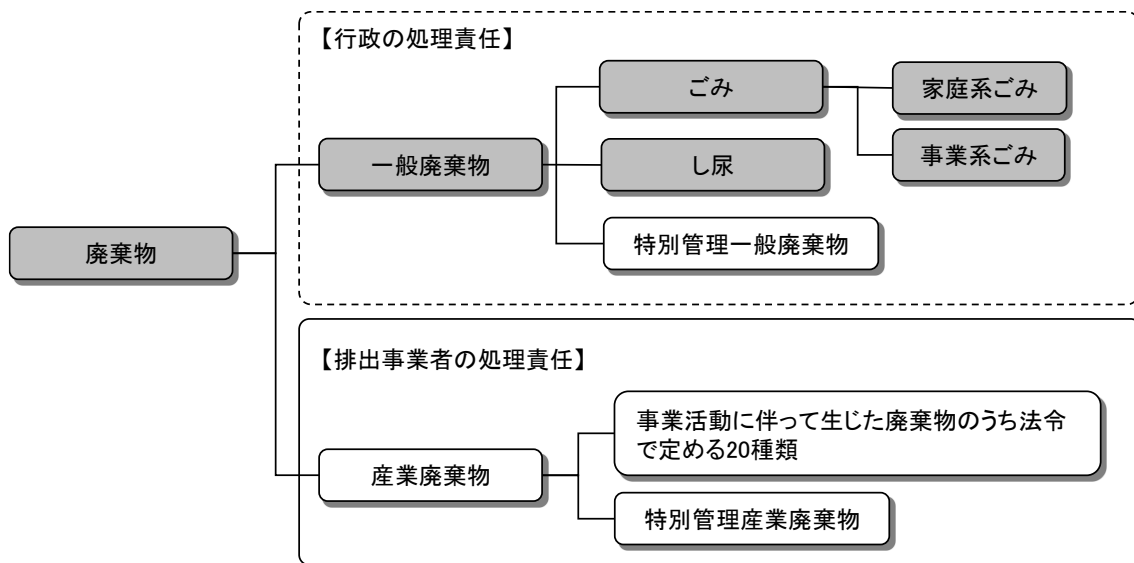 【行政の処理責任】
ごみ
家庭系ごみ
一般廃棄物
し尿
事業系ごみ
特別管理一般廃棄物
廃棄物
【排出事業者の処理責任】
事業活動に伴って生じた廃棄物のうち法令
で定める20種類
産業廃棄物
特別管理産業廃棄物